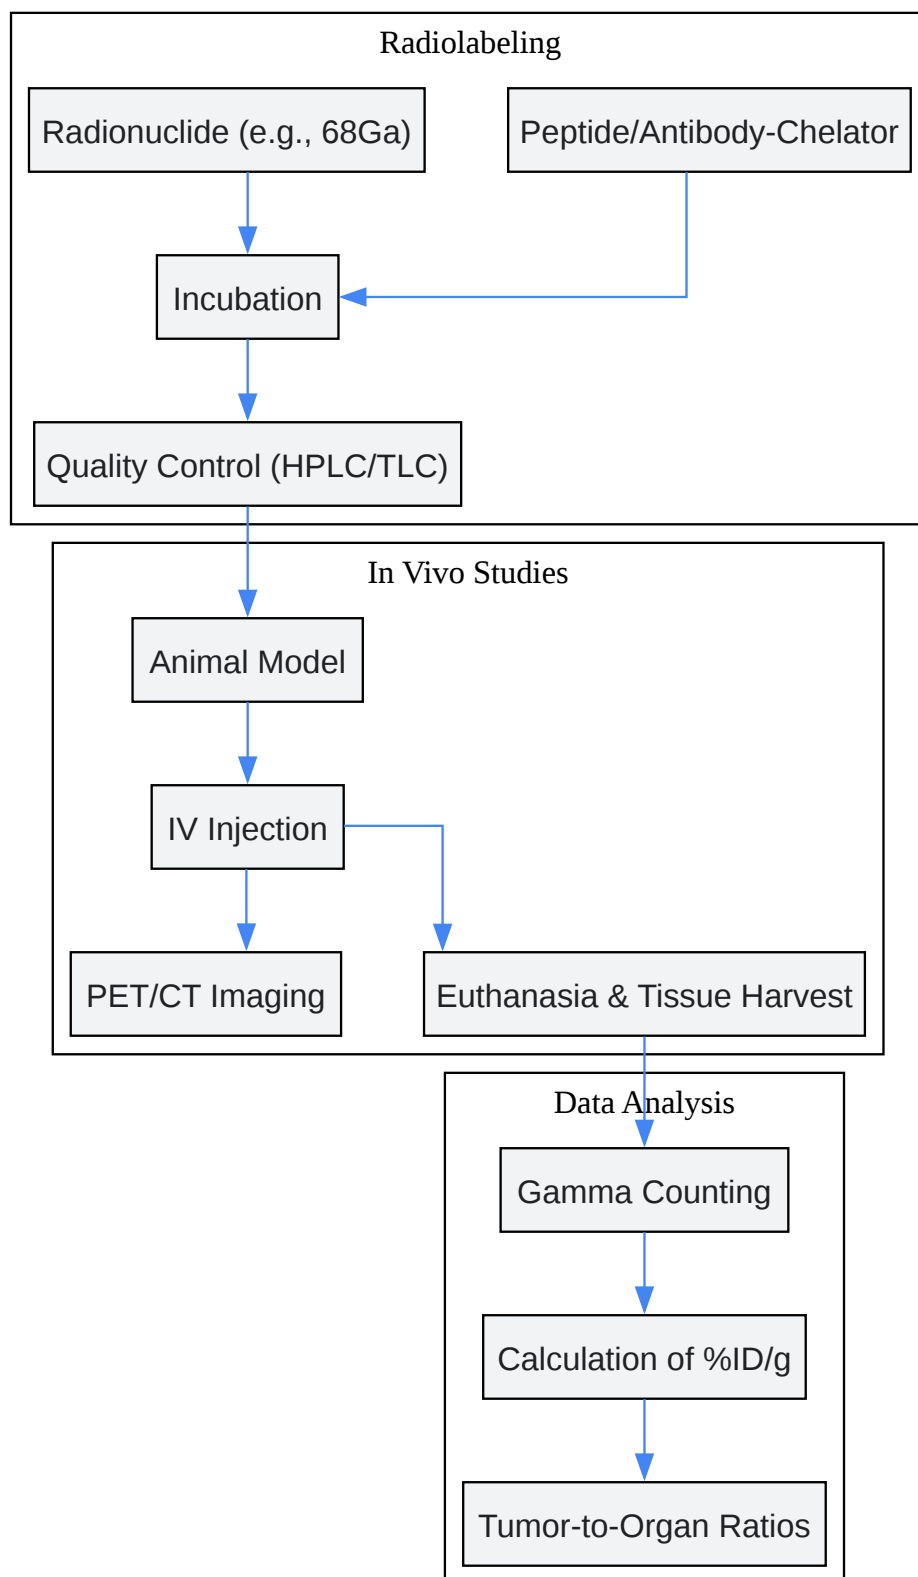 Radiolabeling
Radionuclide (e.g., 68Ga)
Peptide/Antibody-Chelator
Incubation
Quality Control (HPLC/TLC)
In Vivo Studies
Animal Model
IV Injection
PET/CT Imaging
Euthanasia & Tissue Harvest
Data Analysis
Gamma Counting
Calculation of %ID/g
Tumor-to-Organ Ratios